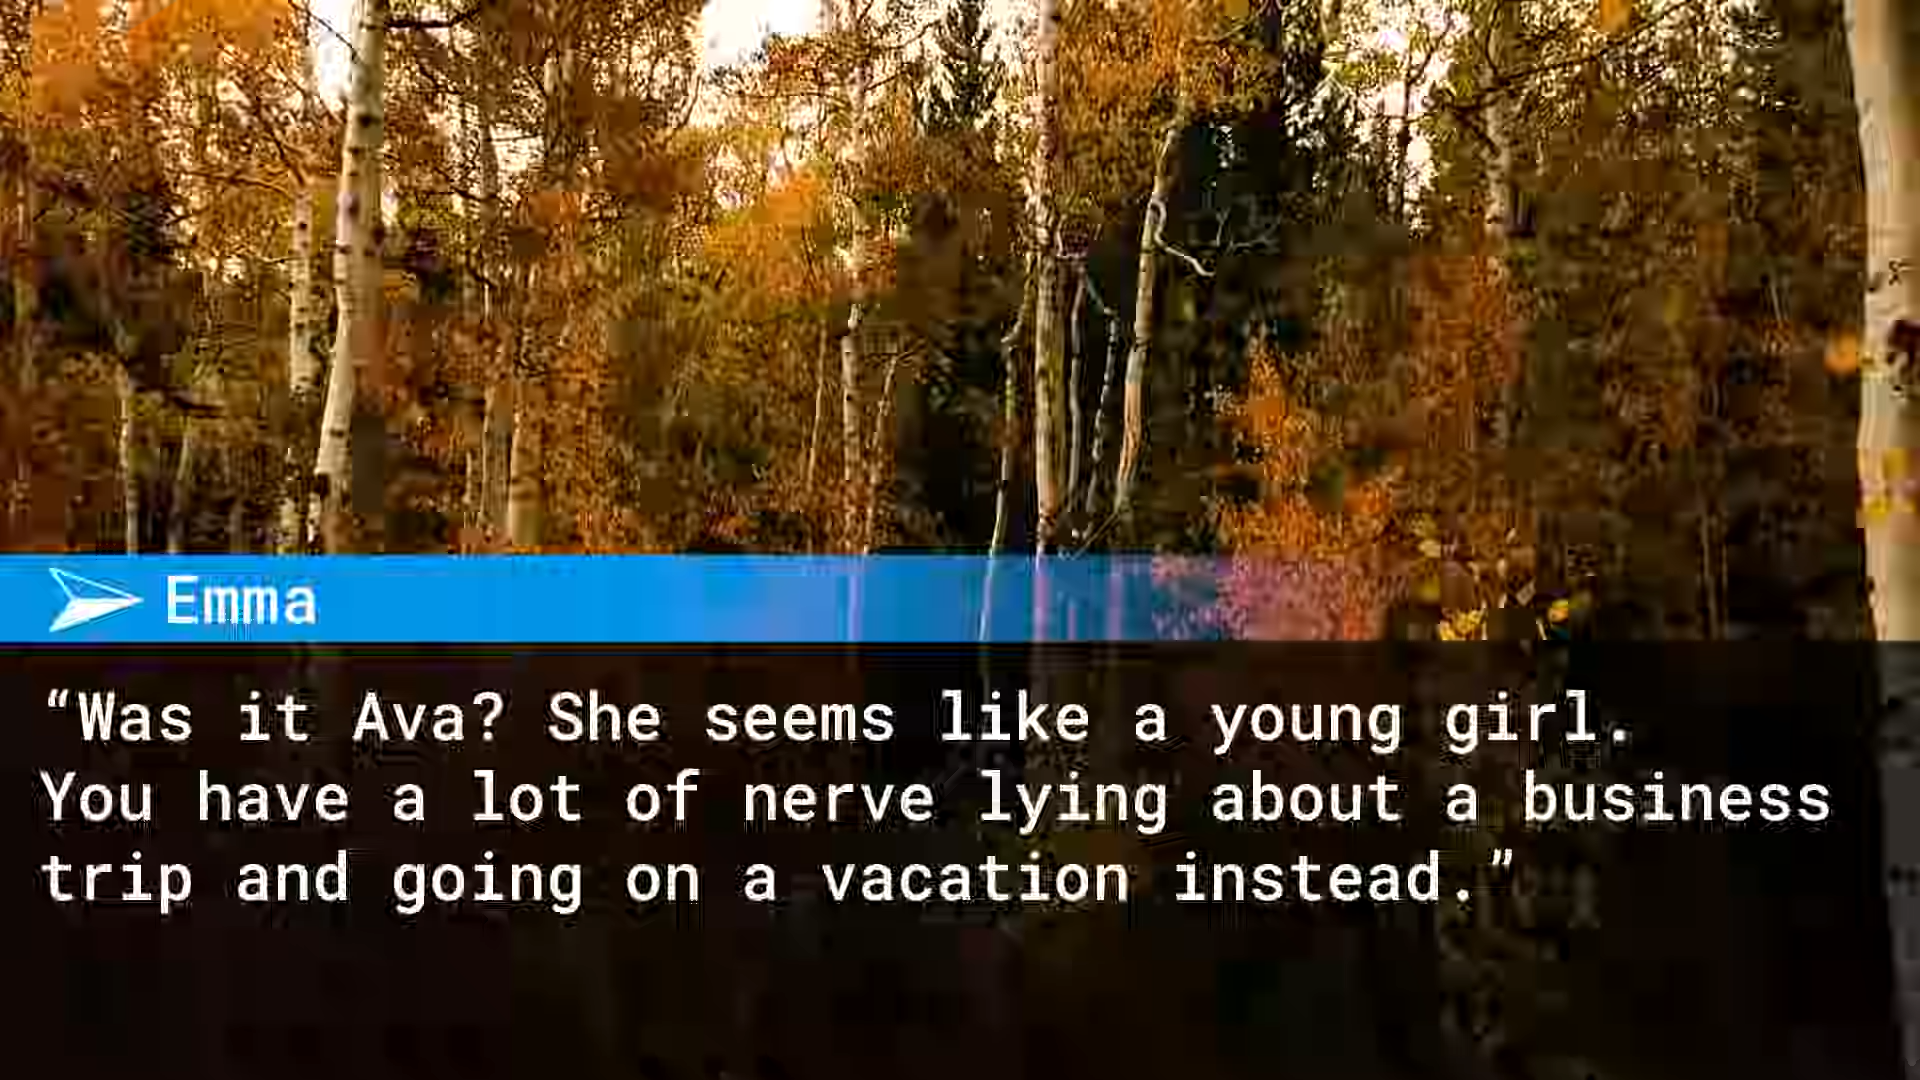 Emma
“Was it Ava? She seems like a young girl.
You have a lot of nerve lying about a business
trip and going on a vacation instead.”